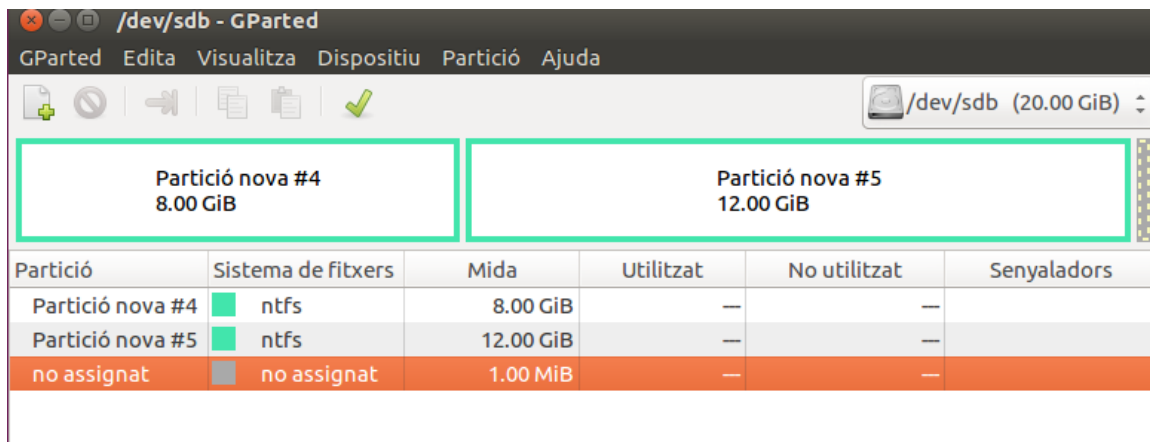 /dev/sdb - GParted
GParted Edita Visualitza Dispositiu Partició Ajuda
/dev/sdb (20.00 GiB)
Partició nova #4
8.00 GiB
Partició nova #5
12.00 GiB
Partició Sistema de fitxers Mida Utilitzat No utilitzat Senyaladors
Partició nova #4 ntfs 8.00 GiB --- ---
Partició nova #5 ntfs 12.00 GiB --- ---
no assignat no assignat 1.00 MiB --- ---